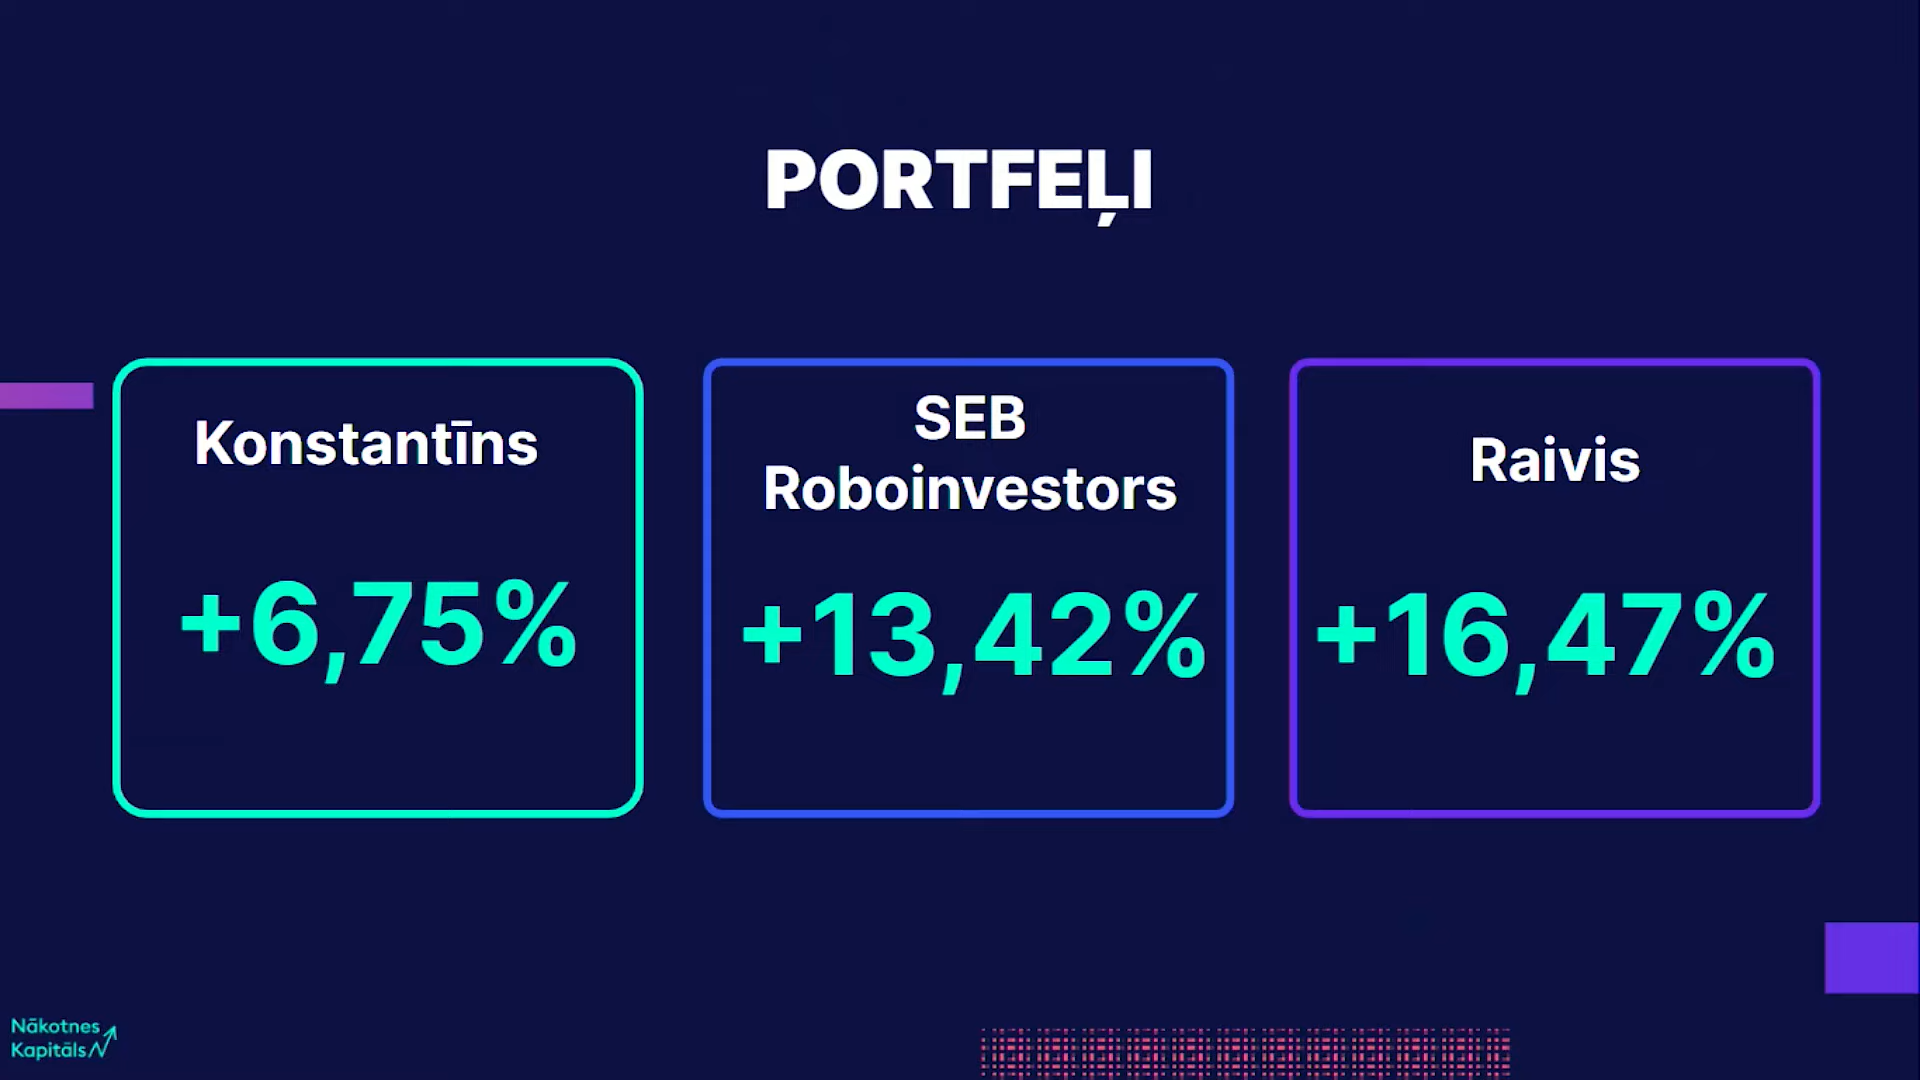 PORTFEĻI
Konstantīns
+6,75%
SEB
Roboinvestors
+13,42%
Raivis
+16,47%
Nākotnes
Kapitāls